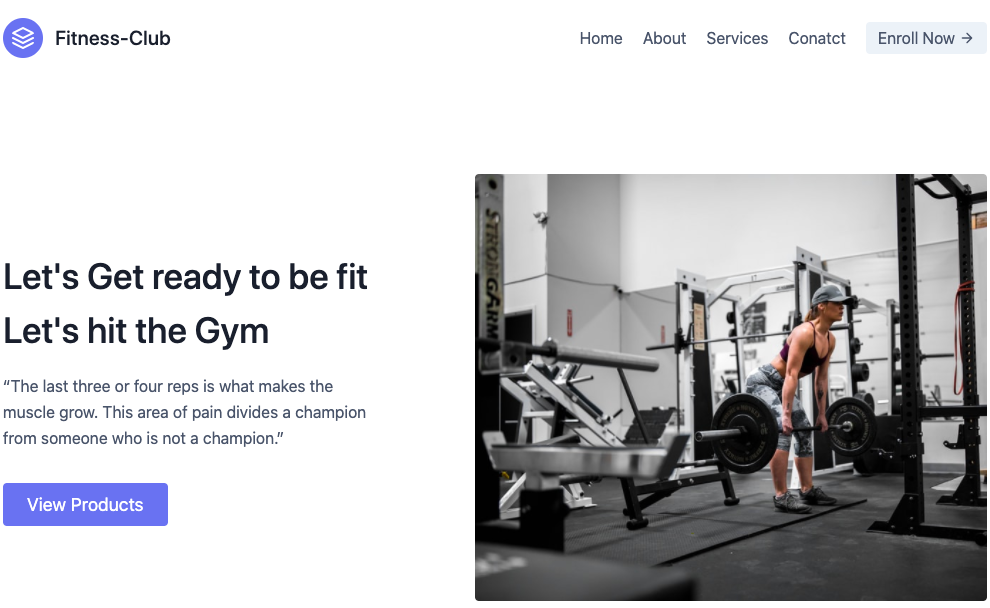 Fitness-Club
Home About Services Conatct Enroll Now →
Let's Get ready to be fit
Let's hit the Gym
“The last three or four reps is what makes the
muscle grow. This area of pain divides a champion
from someone who is not a champion.”
View Products
STRONGARM